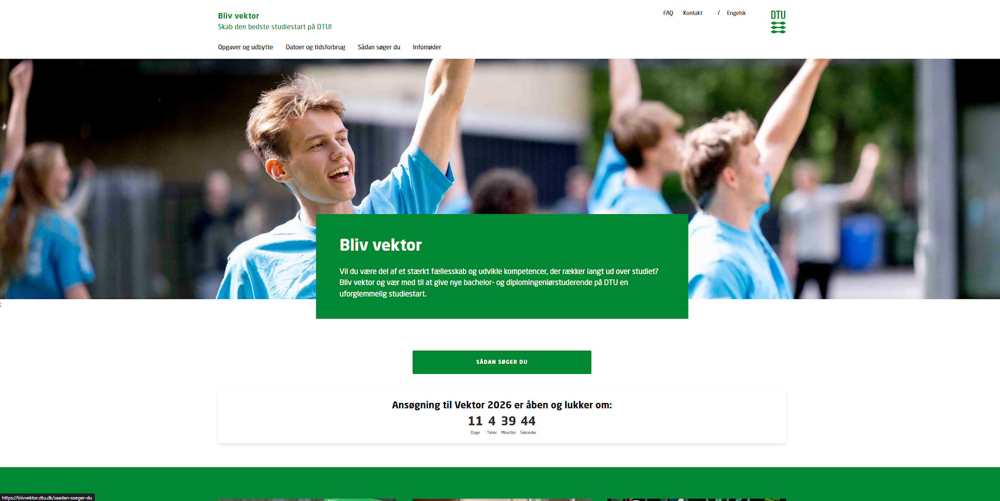 Bliv vektor
Skab den bedste studiestart på DTU!
FAQ Kontakt / Engelsk
DTU
Opgaver og udbytte Datoer og tidsforbrug Sådan søger du Infomøder
Bliv vektor
Vil du være del af et stærkt fællesskab og udvikle kompetencer, der rækker langt ud over studiet?
Bliv vektor og vær med til at give nye bachelor- og diplomingeniørstuderende på DTU en
uforglemmelig studiestart.
;
SÅDAN SØGER DU
Ansøgning til Vektor 2026 er åben og lukker om:
11 4 39 44
Dage Timer Minutter Sekunder
https://blivvektor.dtu.dk/saadan-soeger-du